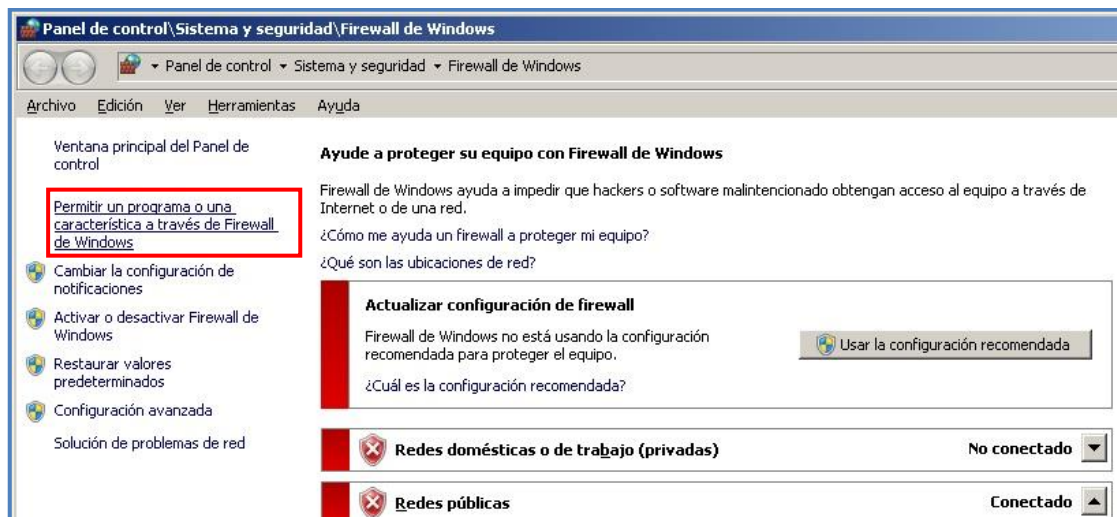 Panel de control\Sistema y seguridad\Firewall de Windows
Panel de control Sistema y seguridad Firewall de Windows
Archivo Edición Ver Herramientas Ayuda
Ventana principal del Panel de
control
Permitir un programa o una
característica a través de Firewall
de Windows
Cambiar la configuración de
notificaciones
Activar o desactivar Firewall de
Windows
Restaurar valores
predeterminados
Configuración avanzada
Solución de problemas de red
Ayude a proteger su equipo con Firewall de Windows
Firewall de Windows ayuda a impedir que hackers o software malintencionado obtengan acceso al equipo a través de
Internet o de una red.
¿Cómo me ayuda un firewall a proteger mi equipo?
¿Qué son las ubicaciones de red?
Actualizar configuración de firewall
Firewall de Windows no está usando la configuración
recomendada para proteger el equipo.
Usar la configuración recomendada
¿Cuál es la configuración recomendada?
Redes domésticas o de trabajo (privadas) No conectado
Redes públicas Conectado